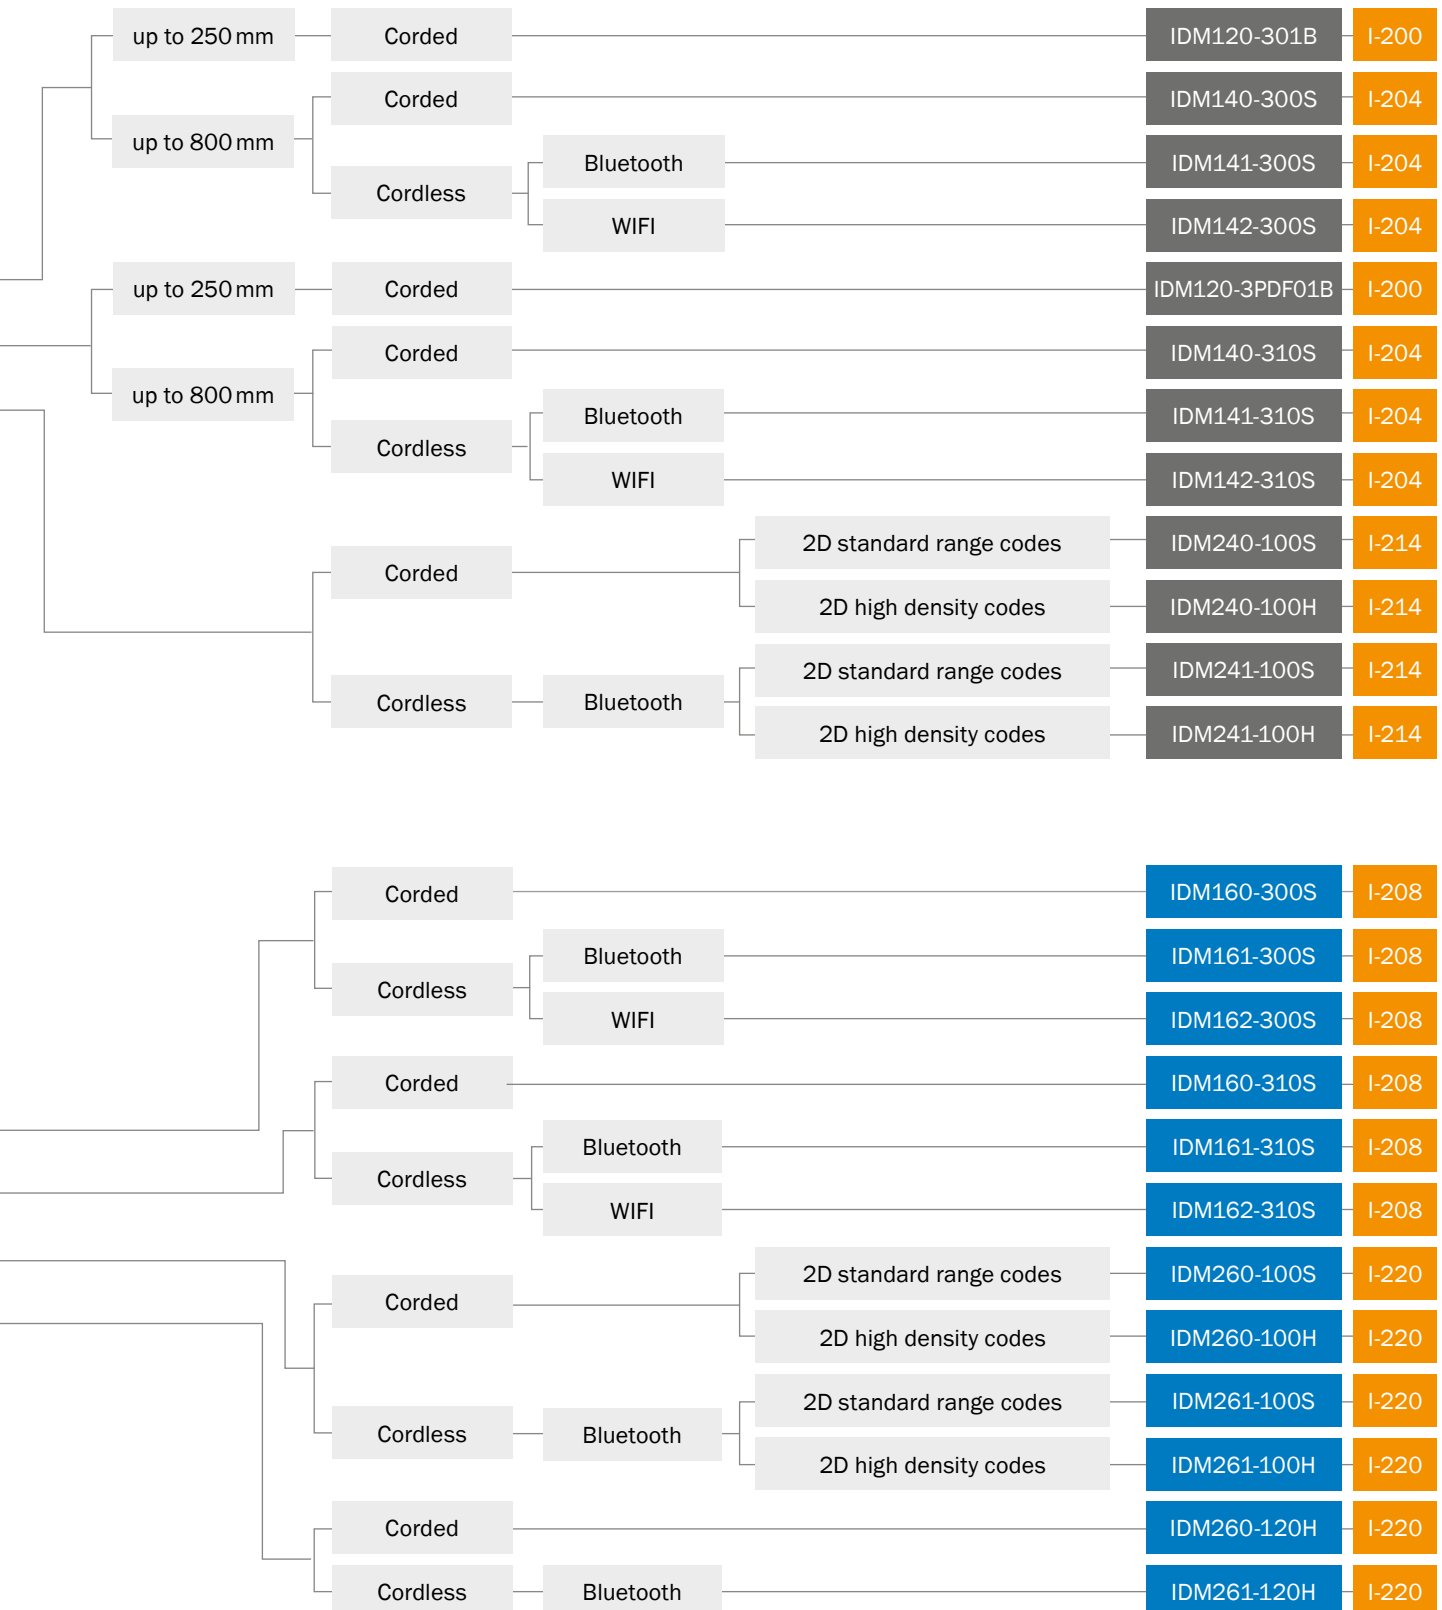 up to 250 mm Corded IDM120-301B I-200
Corded IDM140-300S I-204
up to 800 mm
Bluetooth IDM141-300S I-204
Cordless
WIFI IDM142-300S I-204
up to 250 mm Corded IDM120-3PDF01B I-200
Corded IDM140-310S I-204
up to 800 mm
Bluetooth IDM141-310S I-204
Cordless
WIFI IDM142-310S I-204
2D standard range codes IDM240-100S I-214
Corded
2D high density codes IDM240-100H I-214
2D standard range codes IDM241-100S I-214
Cordless Bluetooth
2D high density codes IDM241-100H I-214
Corded IDM160-300S I-208
Bluetooth IDM161-300S I-208
Cordless
WIFI IDM162-300S I-208
Corded IDM160-310S I-208
Bluetooth IDM161-310S I-208
Cordless
WIFI IDM162-310S I-208
2D standard range codes IDM260-100S I-220
Corded
2D high density codes IDM260-100H I-220
2D standard range codes IDM261-100S I-220
Cordless Bluetooth
2D high density codes IDM261-100H I-220
Corded IDM260-120H I-220
Cordless Bluetooth IDM261-120H I-220